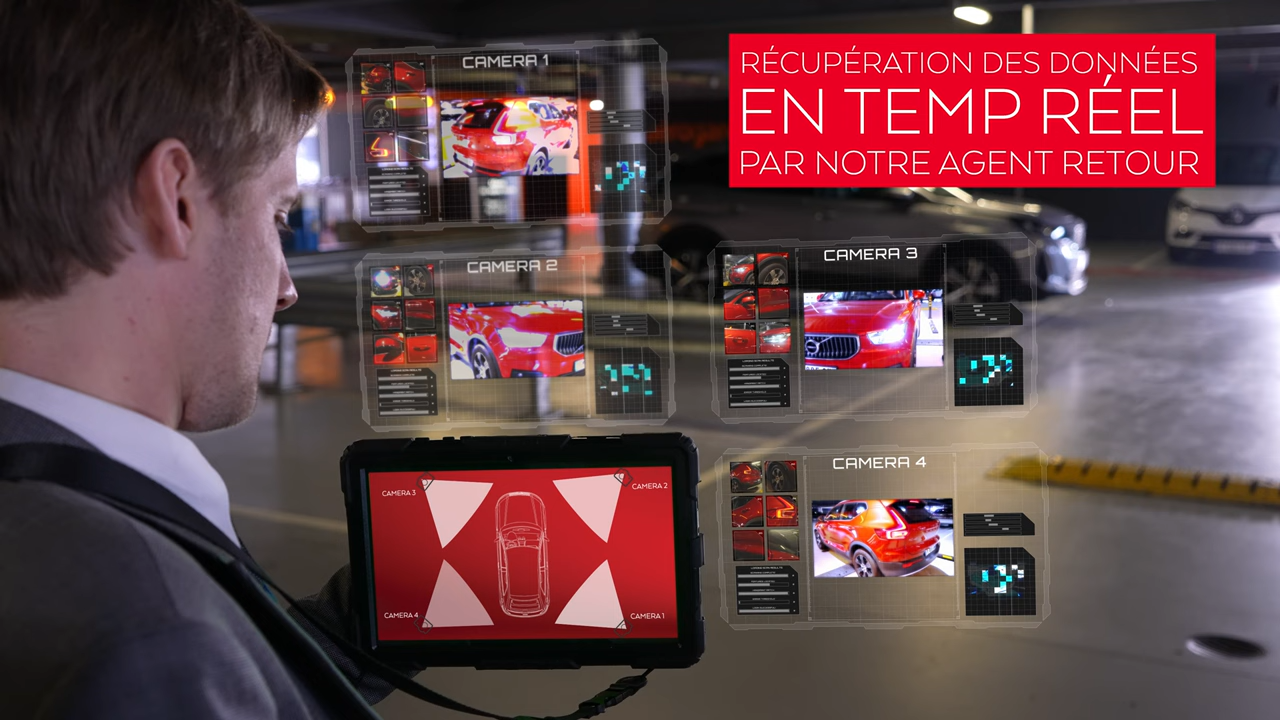 RÉCUPÉRATION DES DONNÉES
EN TEMP RÉEL
PAR NOTRE AGENT RETOUR
CAMERA 1
CAMERA 2
CAMERA 3
CAMERA 4
CAMERA 3
CAMERA 2
CAMERA 4
CAMERA 1